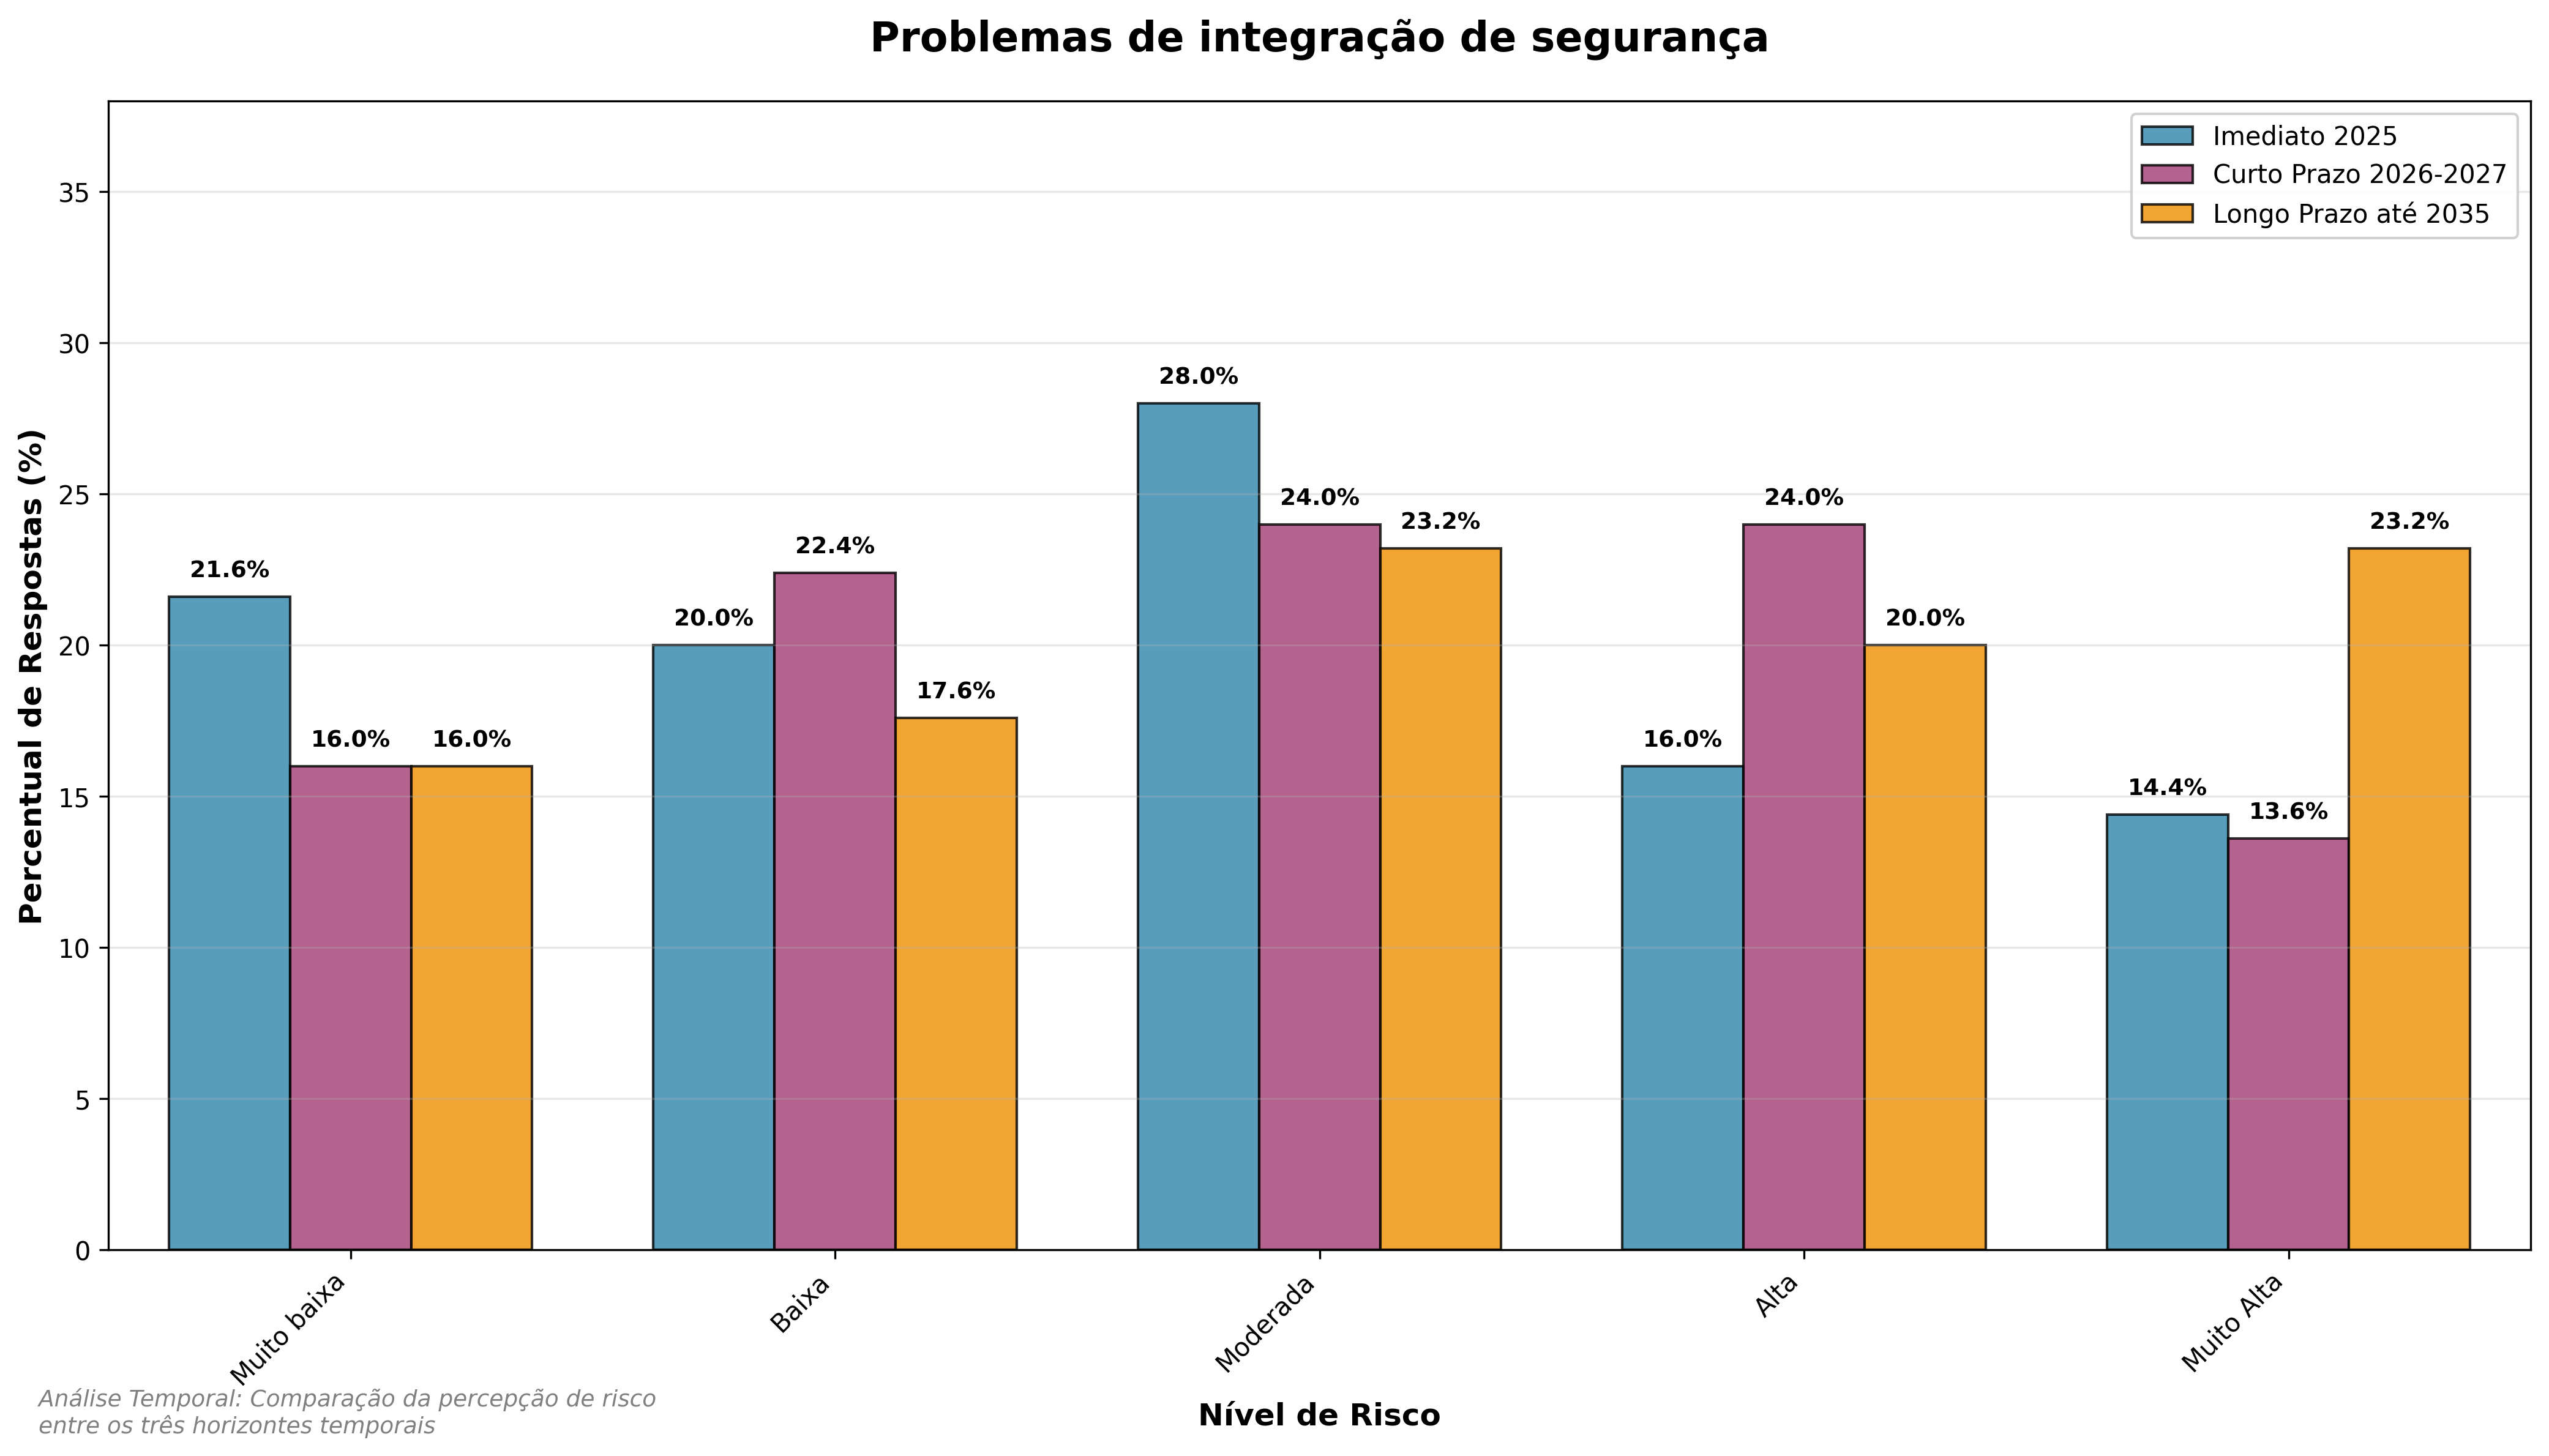 Problemas de integração de segurança
Imediato 2025
Curto Prazo 2026-2027
Longo Prazo até 2035
Percentual de Respostas (%)
35
30
25
20
15
10
5
0
21.6%
16.0%
16.0%
20.0%
22.4%
17.6%
28.0%
24.0%
23.2%
16.0%
24.0%
20.0%
14.4%
13.6%
23.2%
Muito baixa
Baixa
Moderada
Alta
Muito Alta
Nível de Risco
Análise Temporal: Comparação da percepção de risco
entre os três horizontes temporais